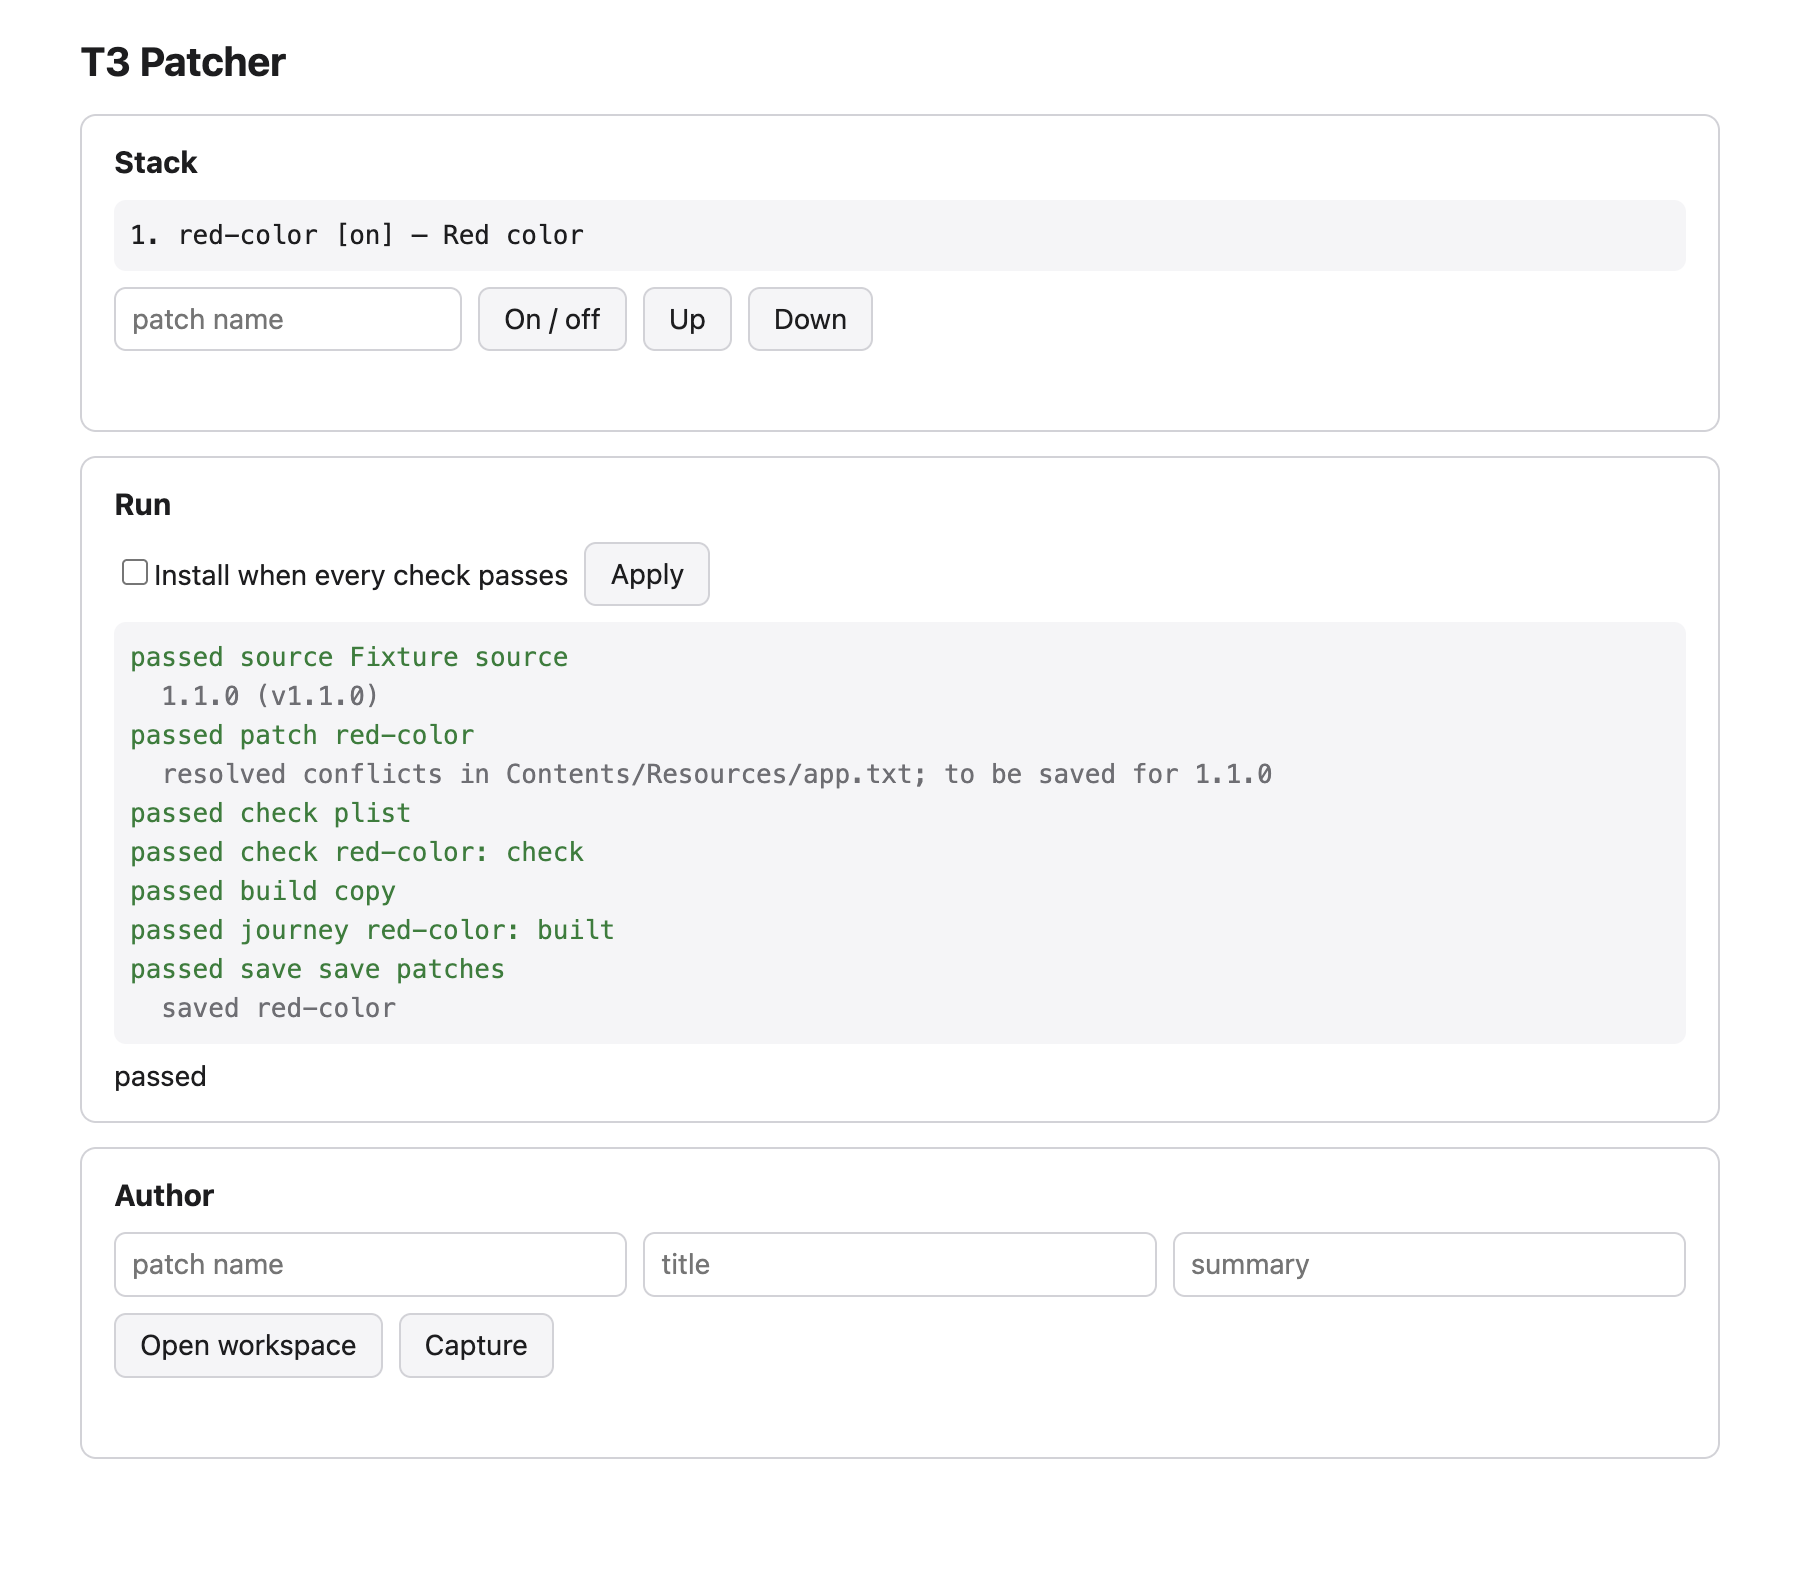 T3 Patcher
Stack
1. red-color [on] — Red color
patch name
On / off
Up
Down
Run
Install when every check passes
Apply
passed source Fixture source
1.1.0 (v1.1.0)
passed patch red-color
resolved conflicts in Contents/Resources/app.txt; to be saved for 1.1.0
passed check plist
passed check red-color: check
passed build copy
passed journey red-color: built
passed save save patches
saved red-color
passed
Author
patch name
title
summary
Open workspace
Capture